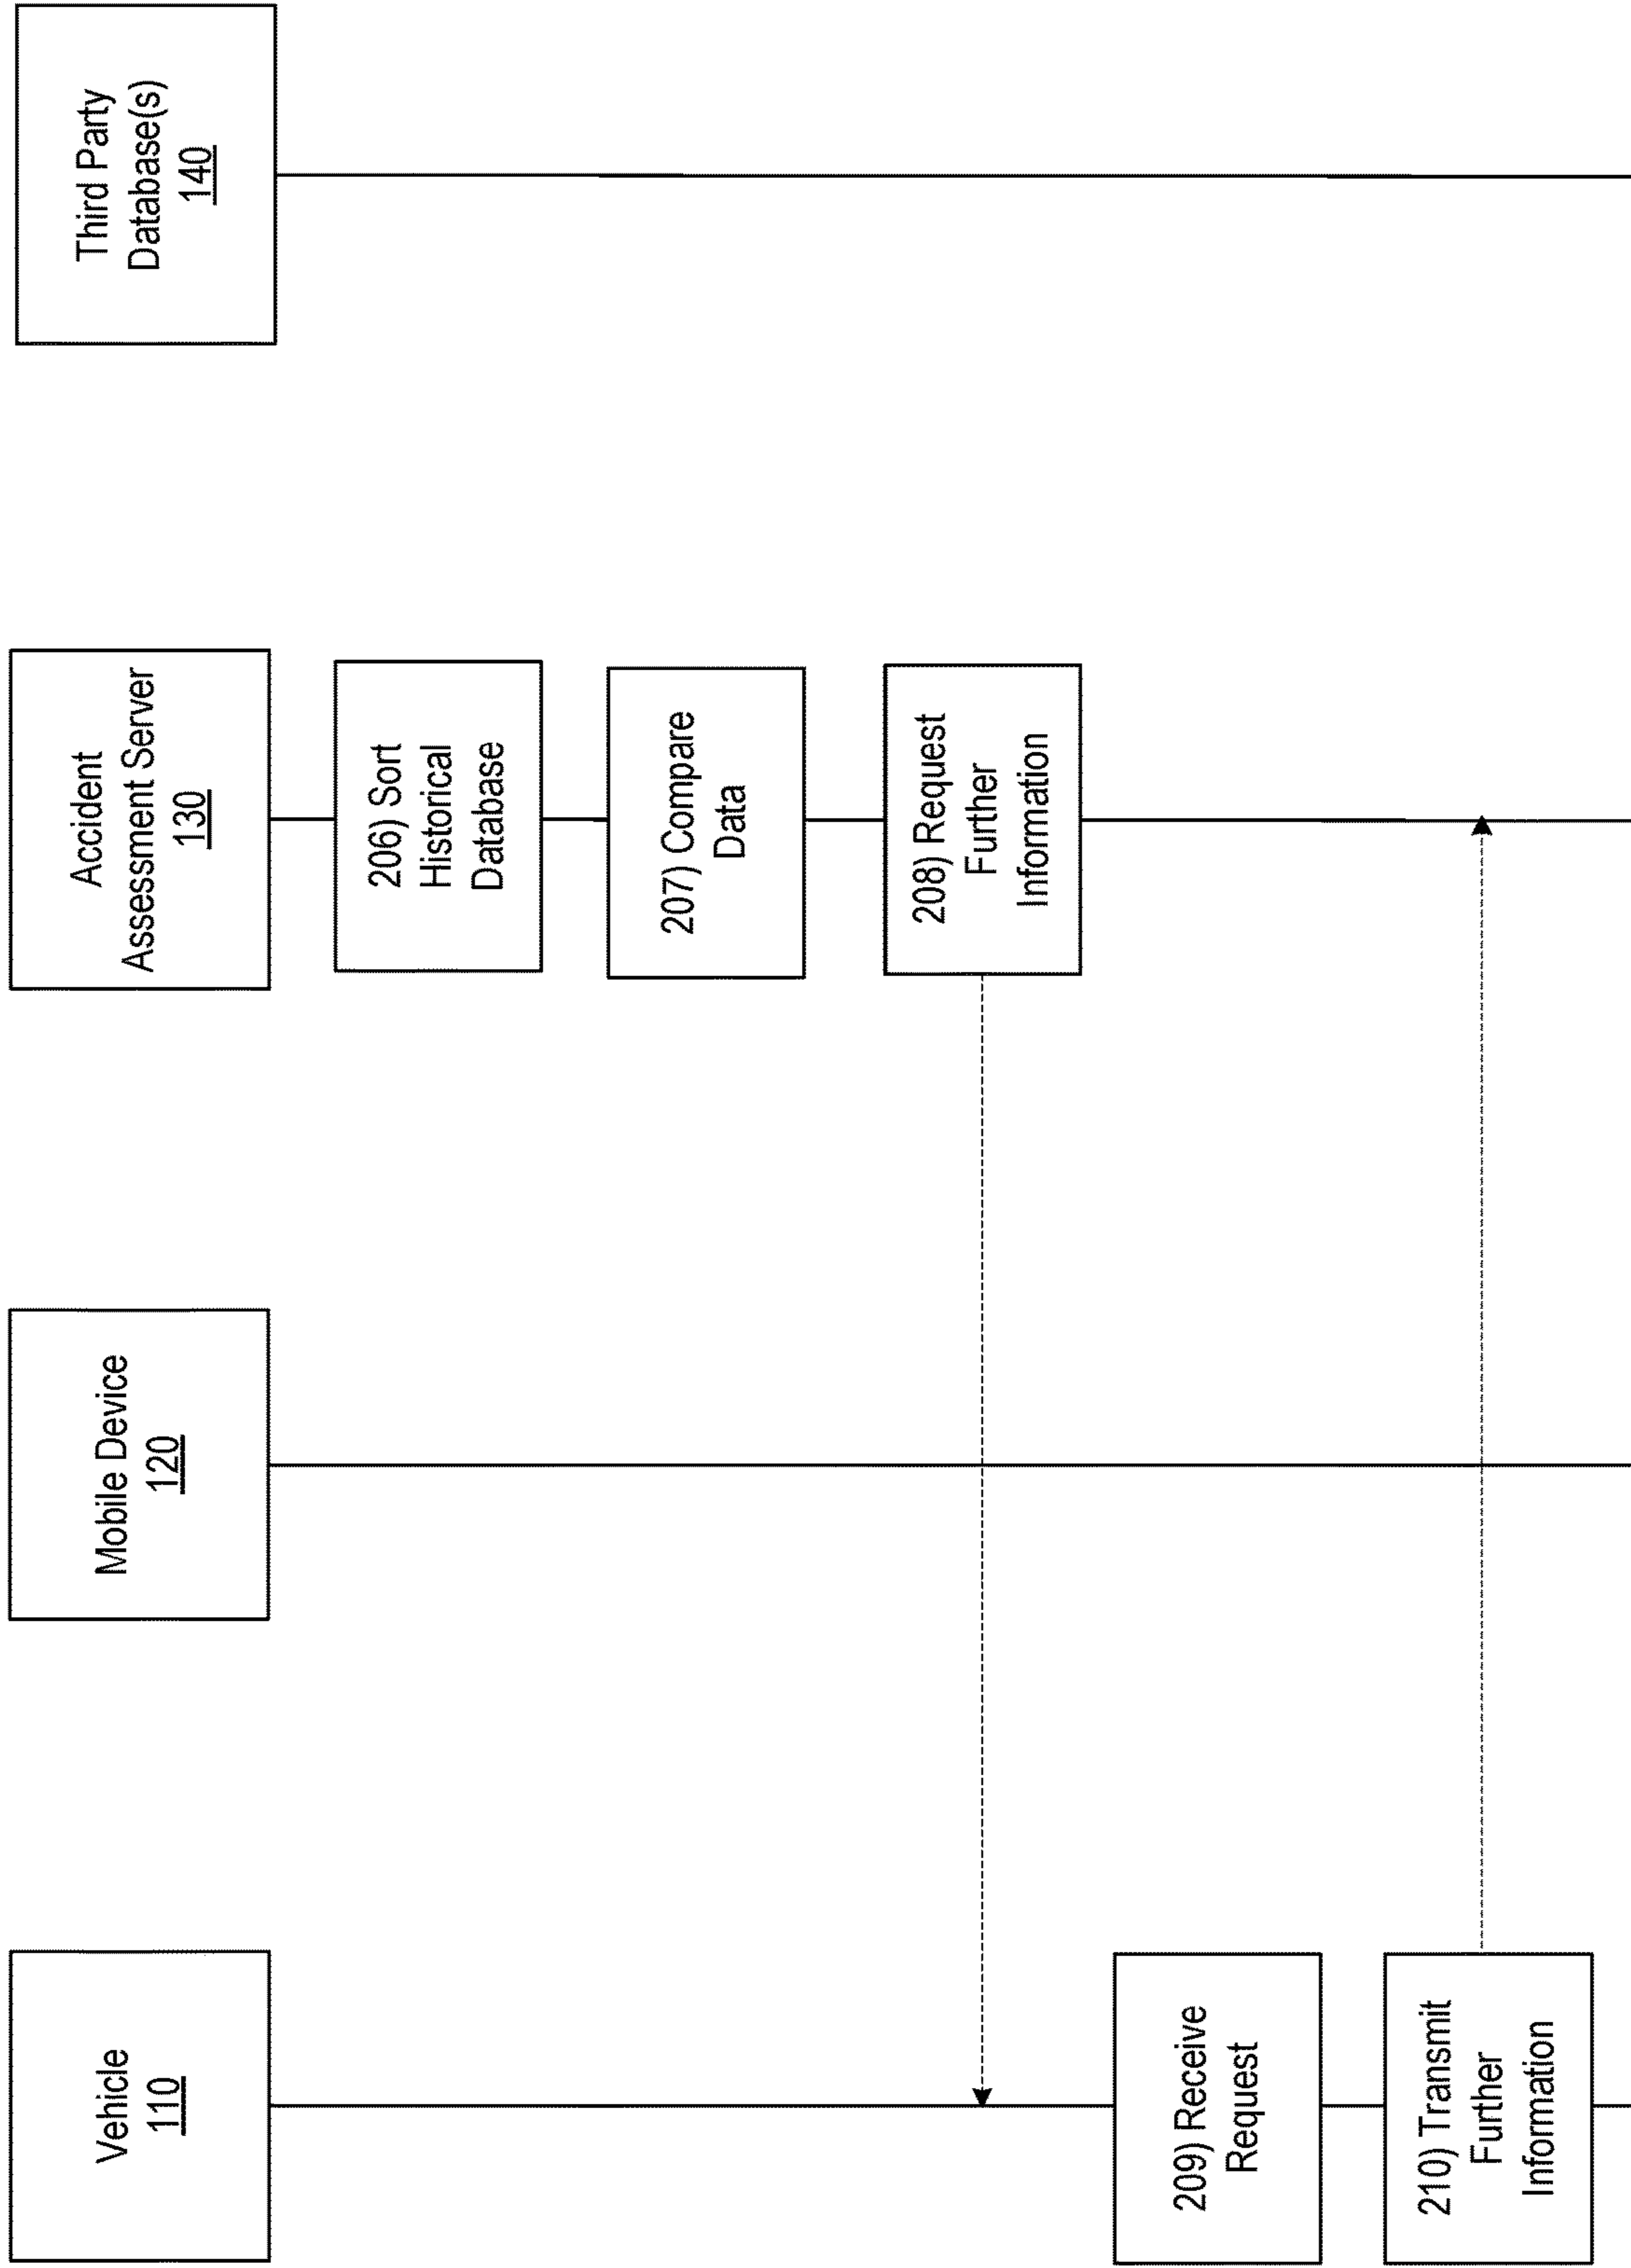 Vehicle
110
Mobile Device
120
Accident
Assessment Server
130
Third Party
Database(s)
140
206) Sort
Historical
Database
207) Compare
Data
208) Request
Further
Information
209) Receive
Request
210) Transmit
Further
Information